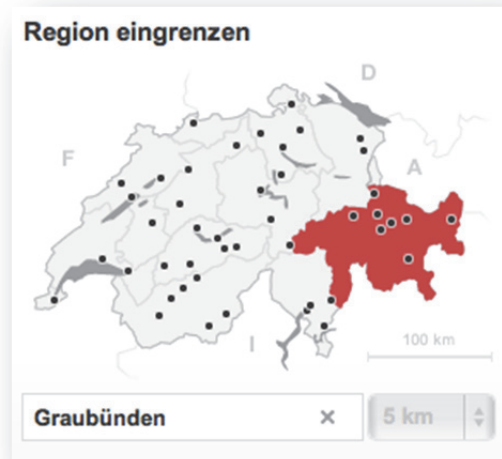 Region eingrenzen
D
F
A
I
100 km
Graubünden
5 km